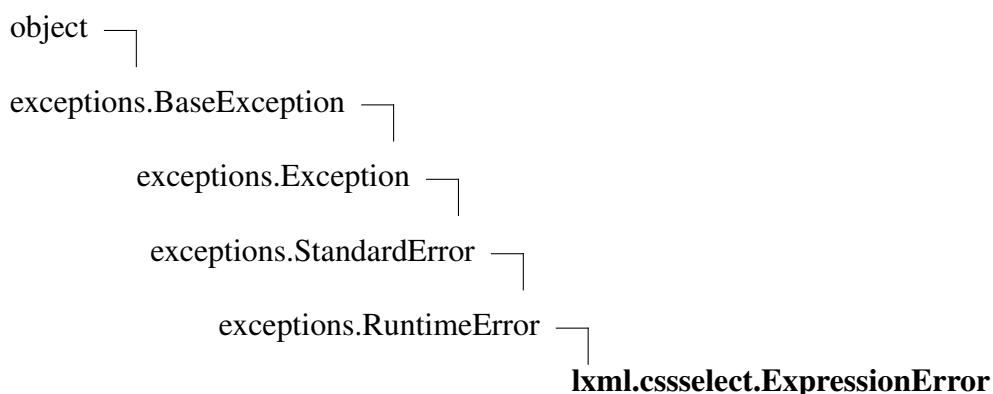 object
exceptions.BaseException
exceptions.Exception
exceptions.StandardError
exceptions.RuntimeError
lxml.cssselect.ExpressionError